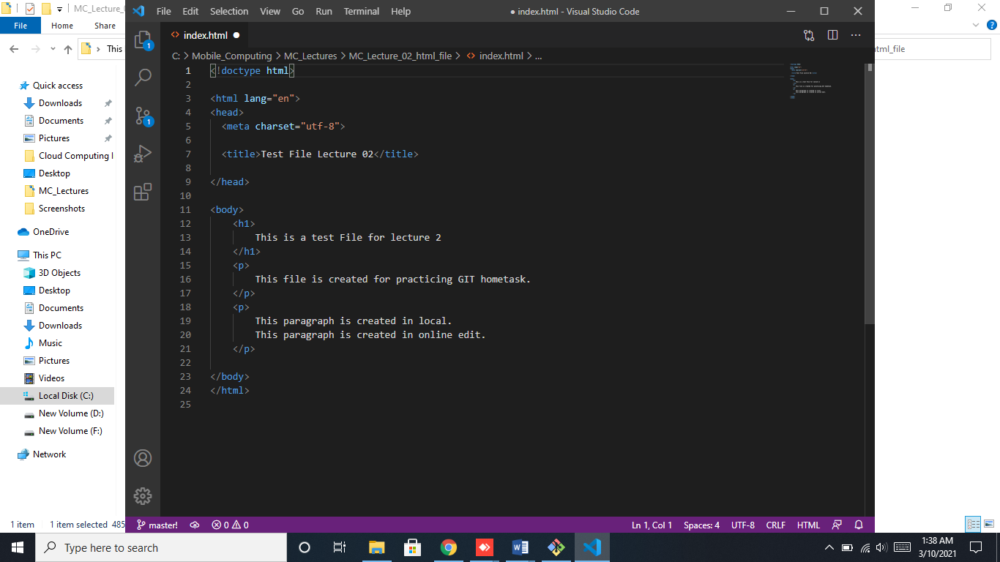 MC_Lecture_0
File Home Share
This
html_file
Quick access
Downloads
Documents
Pictures
Cloud Computing I
Desktop
MC_Lectures
Screenshots
OneDrive
This PC
3D Objects
Desktop
Documents
Downloads
Music
Pictures
Videos
Local Disk (C:)
New Volume (D:)
New Volume (F:)
Network
1 item 1 item selected 485
File Edit Selection View Go Run Terminal Help ● index.html - Visual Studio Code
<> index.html ●
C: > Mobile_Computing > MC_Lectures > MC_Lecture_02_html_file > <> index.html > ...
1
1
1 <!doctype html>
2
3 <html lang="en">
4 <head>
5 <meta charset="utf-8">
6
7 <title>Test File Lecture 02</title>
8
9 </head>
10
11 <body>
12 <h1>
13 This is a test File for lecture 2
14 </h1>
15 <p>
16 This file is created for practicing GIT hometask.
17 </p>
18 <p>
19 This paragraph is created in local.
20 This paragraph is created in online edit.
21 </p>
22
23 </body>
24 </html>
25
master! 0 0 Ln 1, Col 1 Spaces: 4 UTF-8 CRLF HTML
Type here to search
1:38 AM
3/10/2021